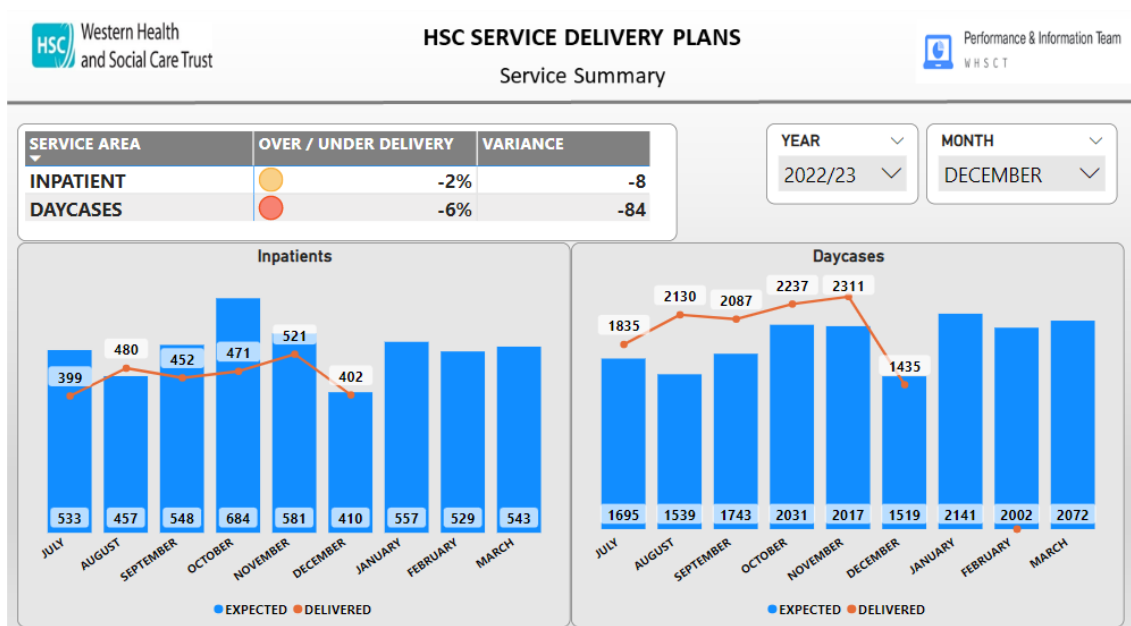 HSC
Western Health
and Social Care Trust
HSC SERVICE DELIVERY PLANS
Service Summary
Performance & Information Team
WHSCT
SERVICE AREA OVER / UNDER DELIVERY VARIANCE
INPATIENT -2% -8
DAYCASES -6% -84
YEAR
2022/23
MONTH
DECEMBER
Inpatients
399 480 452 471 521 402
533 457 548 684 581 410 557 529 543
JULY AUGUST SEPTEMBER OCTOBER NOVEMBER DECEMBER JANUARY FEBRUARY MARCH
EXPECTED DELIVERED
Daycases
1835 2130 2087 2237 2311 1435
1695 1539 1743 2031 2017 1519 2141 2002 2072
JULY AUGUST SEPTEMBER OCTOBER NOVEMBER DECEMBER JANUARY FEBRUARY MARCH
EXPECTED DELIVERED